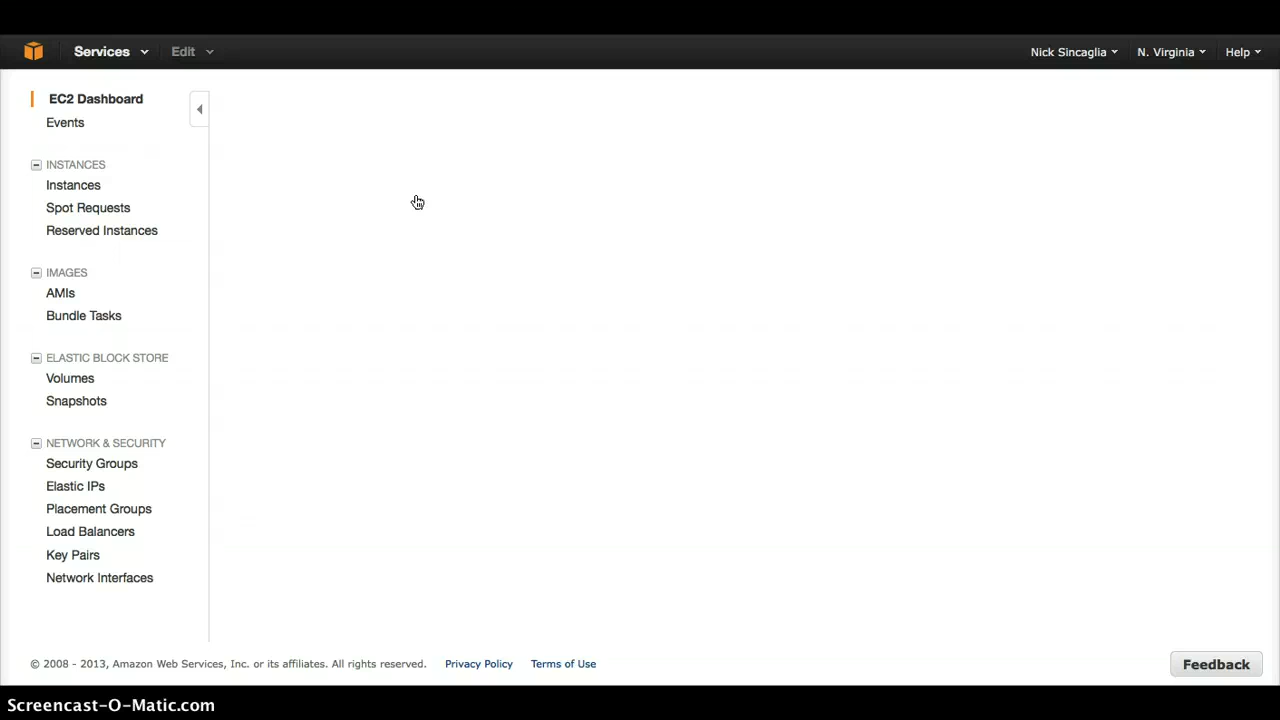 Services Edit Nick Sincaglia N. Virginia Help
EC2 Dashboard
Events
INSTANCES
Instances
Spot Requests
Reserved Instances
IMAGES
AMIs
Bundle Tasks
ELASTIC BLOCK STORE
Volumes
Snapshots
NETWORK & SECURITY
Security Groups
Elastic IPs
Placement Groups
Load Balancers
Key Pairs
Network Interfaces
© 2008 - 2013, Amazon Web Services, Inc. or its affiliates. All rights reserved. Privacy Policy Terms of Use Feedback
Screencast-O-Matic.com